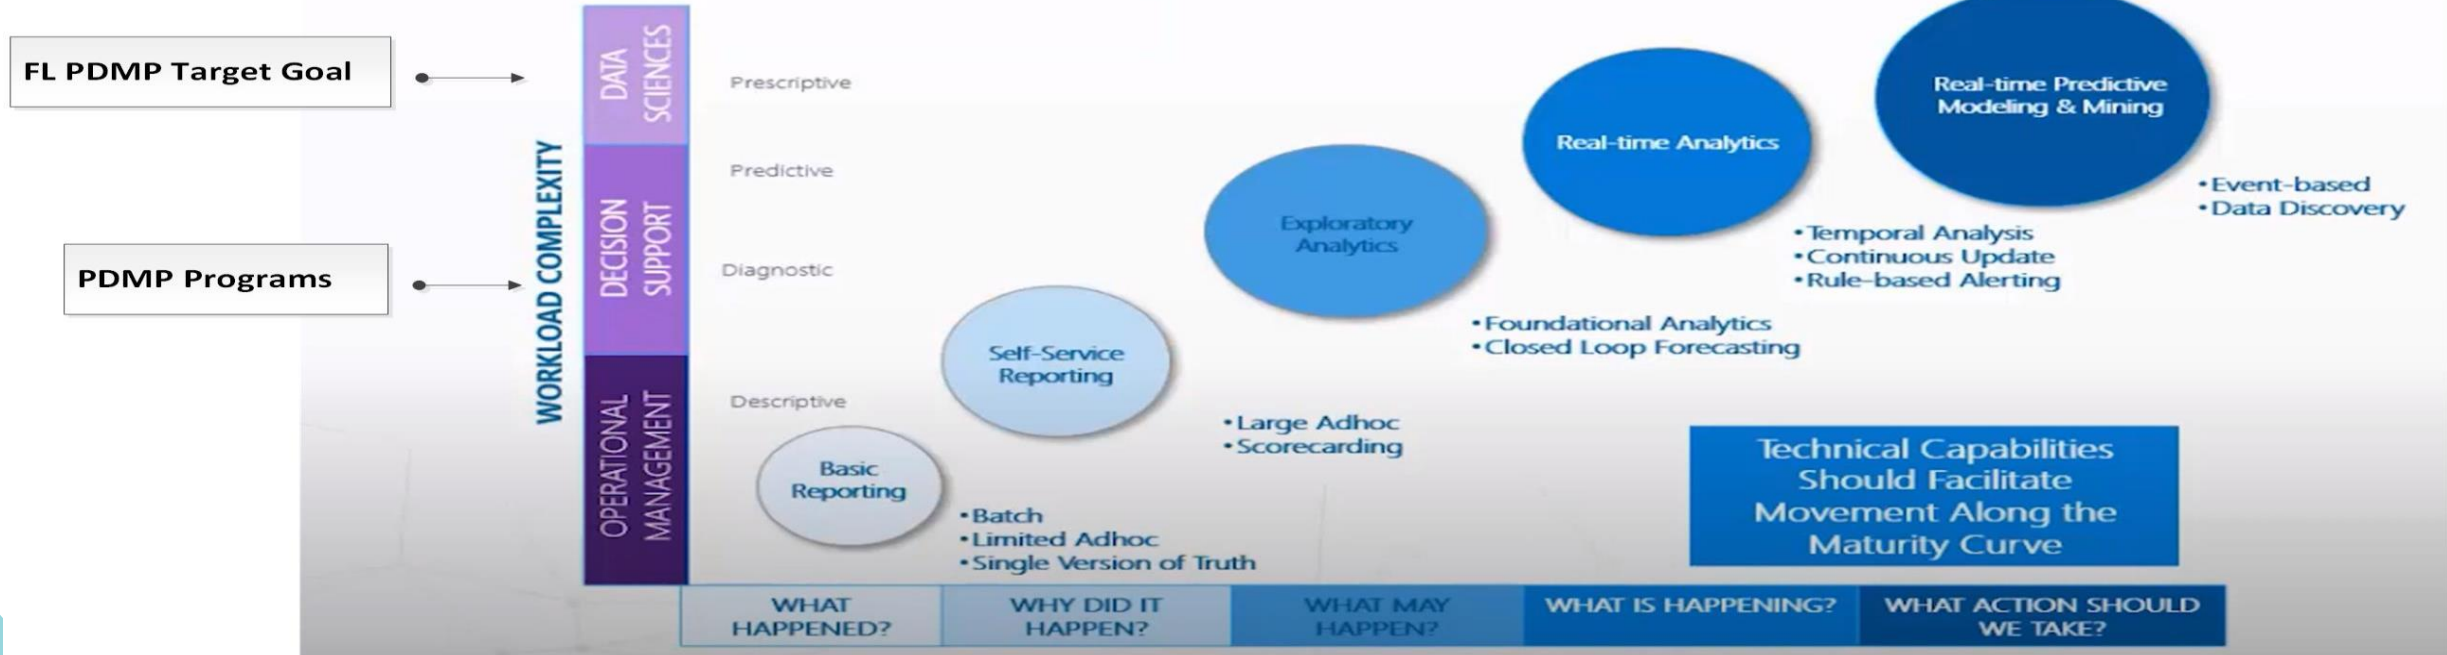 FL PDMP Target Goal
PDMP Programs
WORKLOAD COMPLEXITY
DATA
SCIENCES
DECISION
SUPPORT
OPERATIONAL
MANAGEMENT
Prescriptive
Predictive
Diagnostic
Descriptive
Basic
Reporting
•Batch
•Limited Adhoc
•Single Version of Truth
Self-Service
Reporting
•Large Adhoc
•Scorecarding
Exploratory
Analytics
•Foundational Analytics
•Closed Loop Forecasting
Real-time Analytics
•Temporal Analysis
•Continuous Update
•Rule-based Alerting
Real-time Predictive
Modeling & Mining
•Event-based
•Data Discovery
Technical Capabilities
Should Facilitate
Movement Along the
Maturity Curve
WHAT
HAPPENED?
WHY DID IT
HAPPEN?
WHAT MAY
HAPPEN?
WHAT IS HAPPENING?
WHAT ACTION SHOULD
WE TAKE?